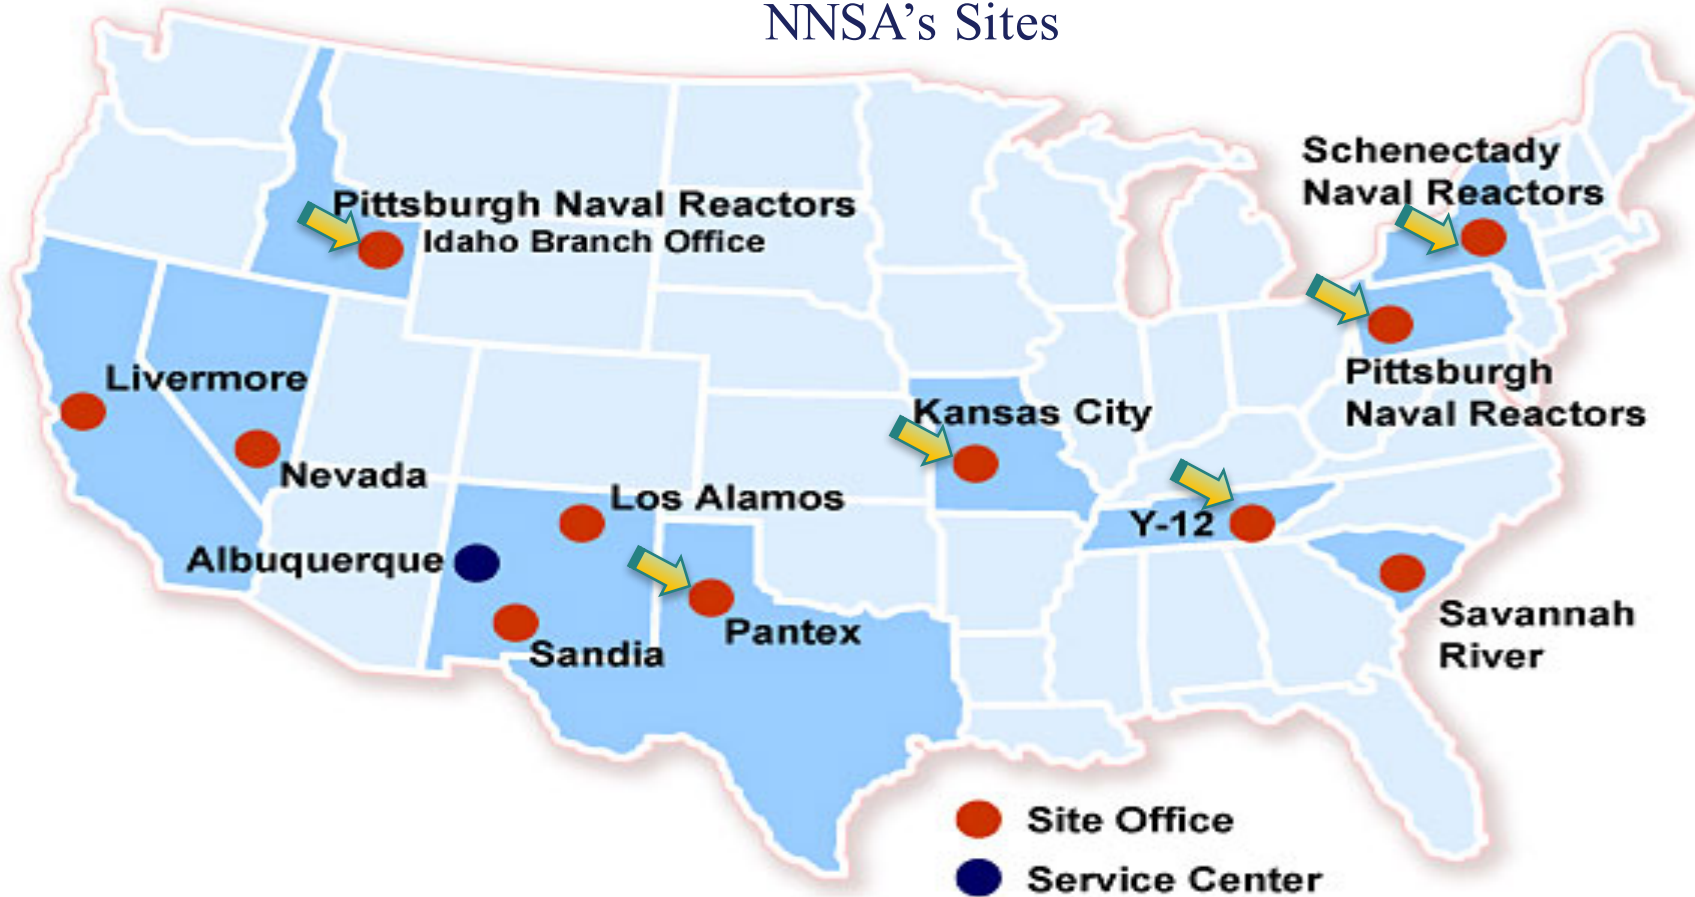 NNSA’s Sites
Schenectady
Naval Reactors
Pittsburgh Naval Reactors
Idaho Branch Office
Pittsburgh
Naval Reactors
Livermore
Kansas City
Nevada
Los Alamos
Y-12
Albuquerque
Savannah
River
Pantex
Sandia
Site Office
Service Center